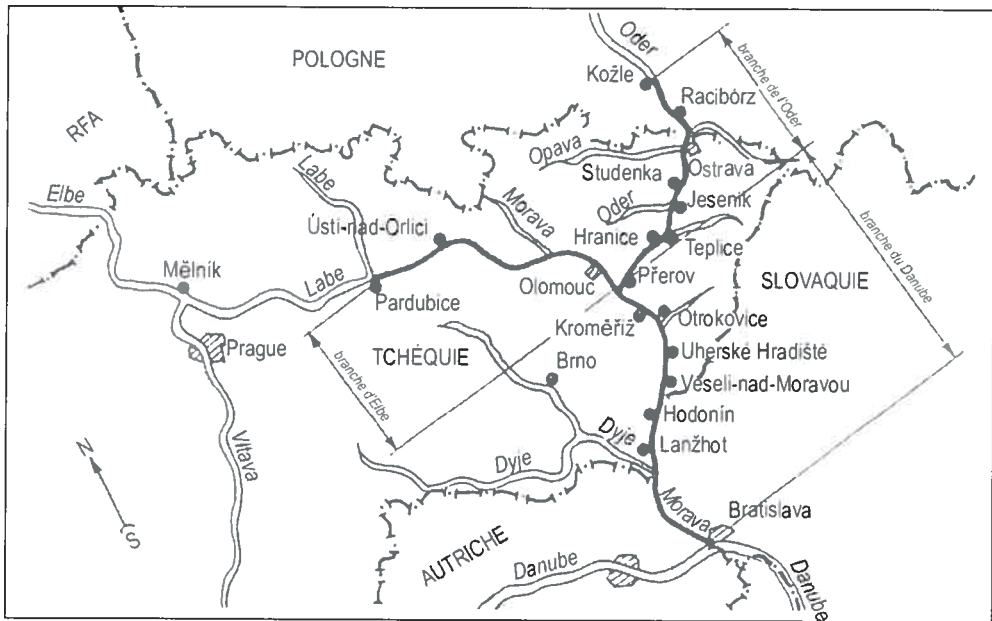 POLOGNE
RFA
Oder
Koźle
Racibórz
branche de l'Oder
Opava
Studenka
Ostrava
Oder
Jesenik
Elbe
Labe
Ústí-nad-Orlici
Morava
Hranice
Teplice
branche du Danube
Mělník
Labe
Pardubice
Olomouc
Přerov
SLOVAQUIE
Prague
TCHÉQUIE
Kroměříž
Otrokovice
branche d'Elbe
Brno
Uherské Hradiště
Veseli-nad-Moravou
Hodonín
Dyje
Lanžhot
Vltava
Dyje
N
(S)
Morava
Bratislava
AUTRICHE
Danube
Danube